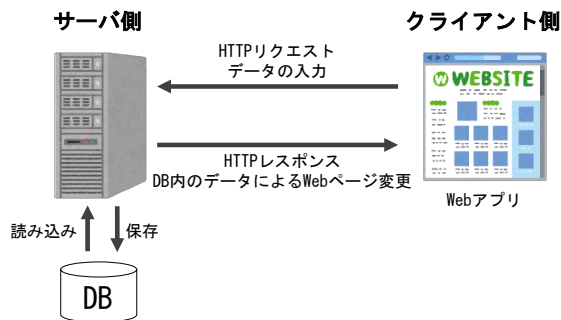 サーバ側
クライアント側
HTTPリクエスト
データの入力
WEBSITE
HTTPレスポンス
DB内のデータによるWebページ変更
Webアプリ
読み込み
保存
DB